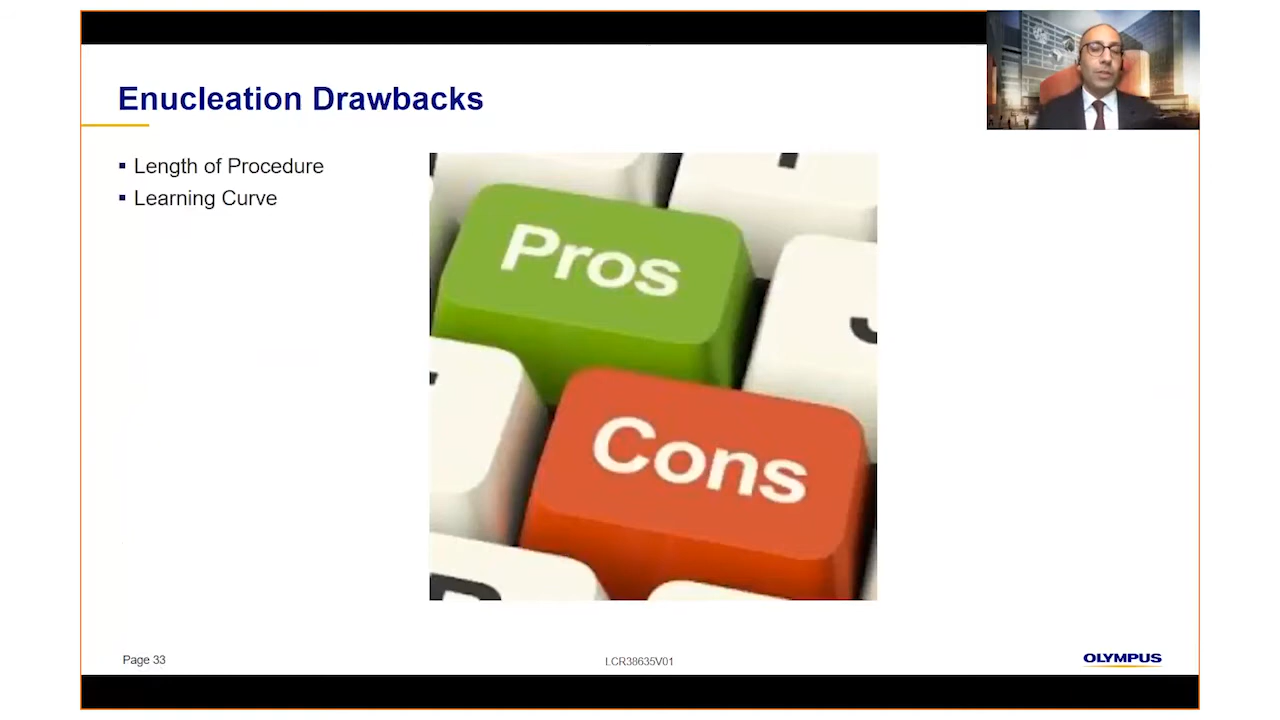 Enucleation Drawbacks
Length of Procedure
Learning Curve
Pros
Cons
Page 33
LCR38635V01
OLYMPUS